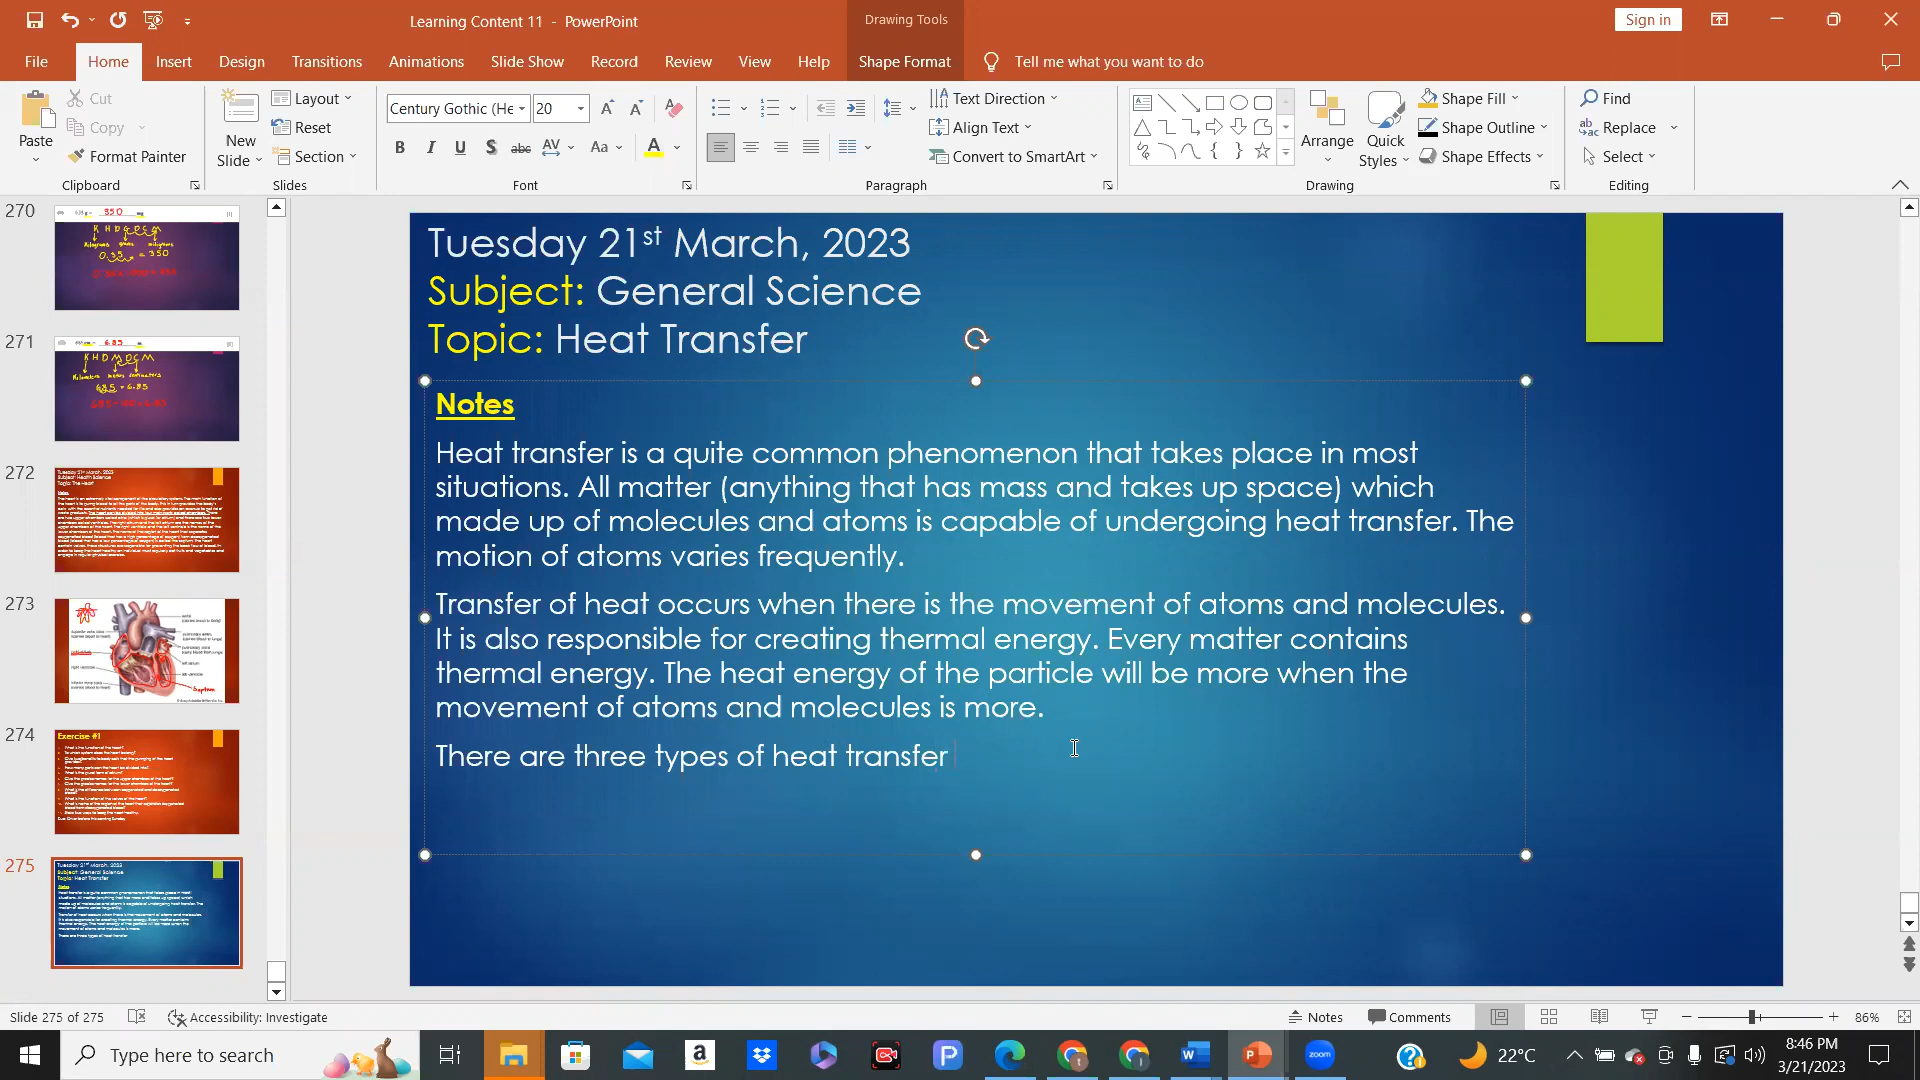 Learning Content 11 - PowerPoint
Drawing Tools
Sign in
File Home Insert Design Transitions Animations Slide Show Record Review View Help Shape Format Tell me what you want to do
Paste
Cut
Copy
Format Painter
Clipboard
New Slide
Layout
Reset
Section
Slides
Century Gothic (He
20
Font
Text Direction
Align Text
Convert to SmartArt
Paragraph
Arrange
Quick Styles
Shape Fill
Shape Outline
Shape Effects
Drawing
Find
Replace
Select
Editing
270
271
272
273
274
Exercise #1
275
Tuesday 21st March, 2023
Subject: General Science
Topic: Heat Transfer
Notes
Heat transfer is a quite common phenomenon that takes place in most
situations. All matter (anything that has mass and takes up space) which
made up of molecules and atoms is capable of undergoing heat transfer. The
motion of atoms varies frequently.
Transfer of heat occurs when there is the movement of atoms and molecules.
It is also responsible for creating thermal energy. Every matter contains
thermal energy. The heat energy of the particle will be more when the
movement of atoms and molecules is more.
There are three types of heat transfer
Slide 275 of 275
Accessibility: Investigate
Notes
Comments
86%
Type here to search
22°C
8:46 PM
3/21/2023